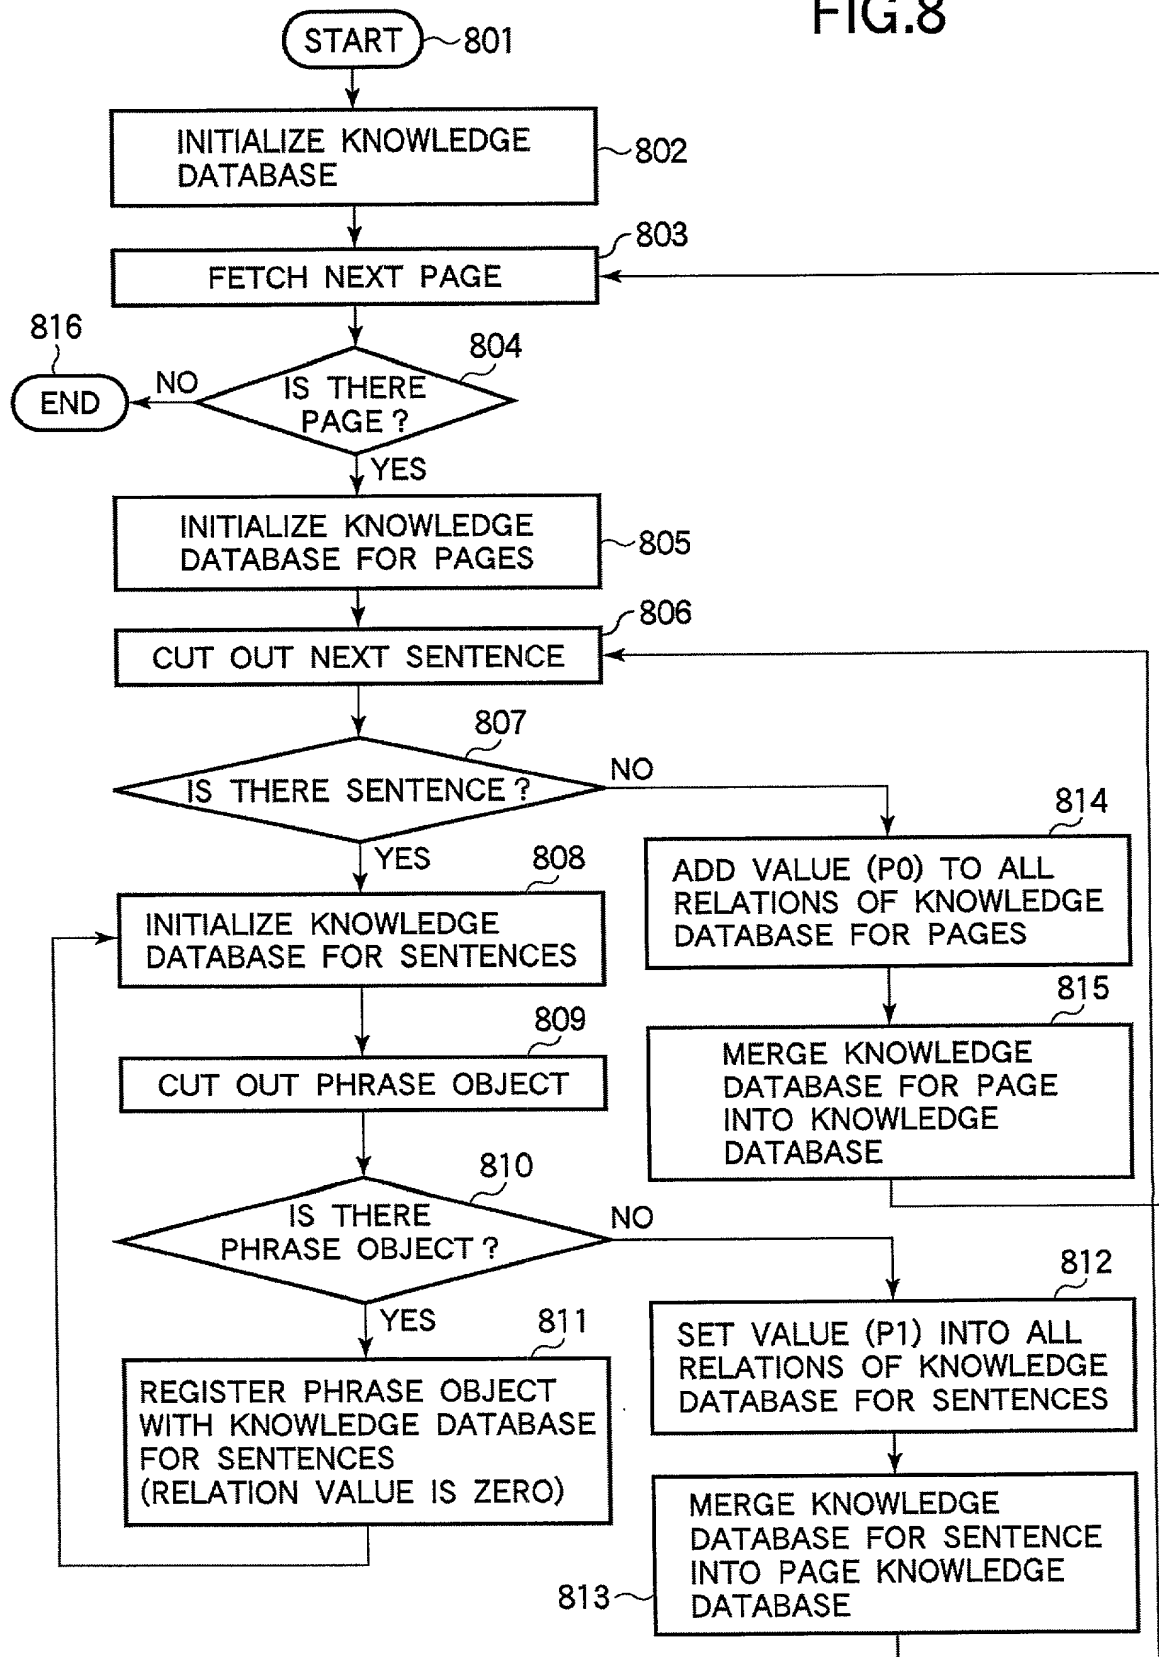 FIG.8
START
801
INITIALIZE KNOWLEDGE
DATABASE
802
803
FETCH NEXT PAGE
816
804
END
NO
IS THERE
PAGE?
YES
INITIALIZE KNOWLEDGE
DATABASE FOR PAGES
805
806
CUT OUT NEXT SENTENCE
807
IS THERE SENTENCE?
NO
YES
814
ADD VALUE (P0) TO ALL
RELATIONS OF KNOWLEDGE
DATABASE FOR PAGES
808
INITIALIZE KNOWLEDGE
DATABASE FOR SENTENCES
815
MERGE KNOWLEDGE
DATABASE FOR PAGE
INTO KNOWLEDGE
DATABASE
809
CUT OUT PHRASE OBJECT
810
IS THERE
PHRASE OBJECT?
NO
YES
812
SET VALUE (P1) INTO ALL
RELATIONS OF KNOWLEDGE
DATABASE FOR SENTENCES
811
REGISTER PHRASE OBJECT
WITH KNOWLEDGE DATABASE
FOR SENTENCES
(RELATION VALUE IS ZERO)
MERGE KNOWLEDGE
DATABASE FOR SENTENCE
INTO PAGE KNOWLEDGE
DATABASE
813